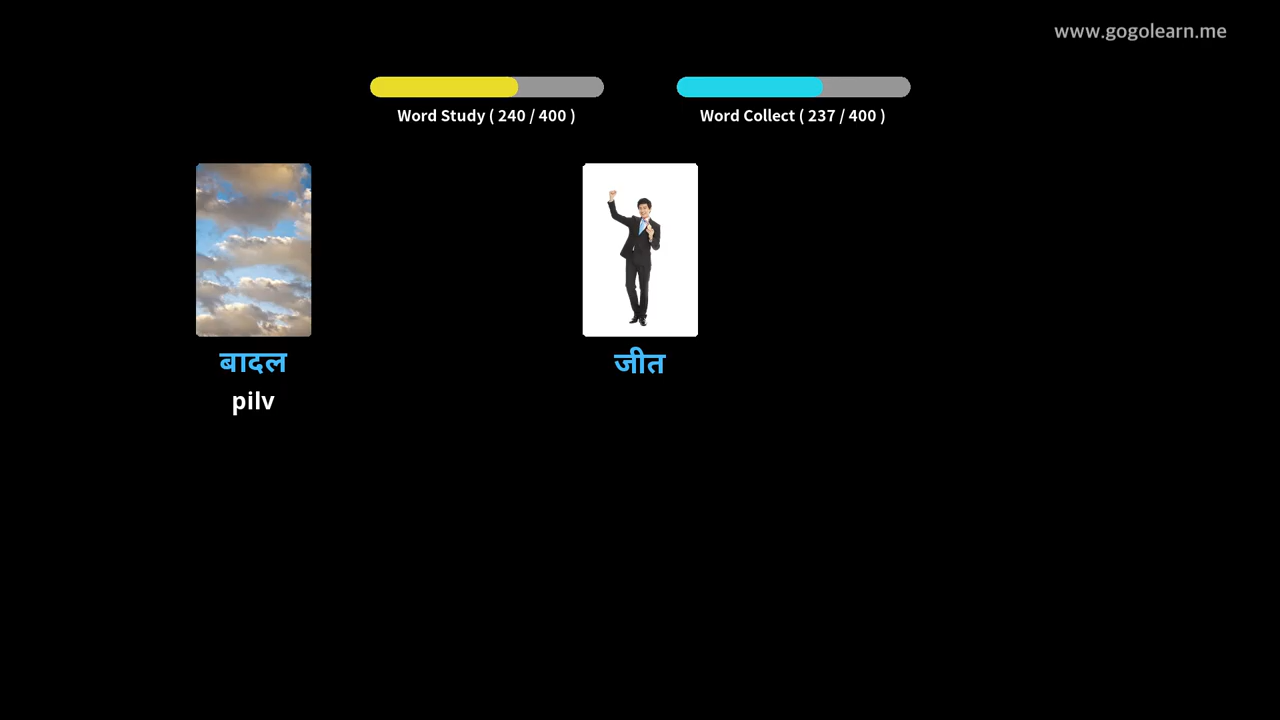 www.gogolearn.me
Word Study ( 240 / 400 )
Word Collect ( 237 / 400 )
बादल
pilv
जीत